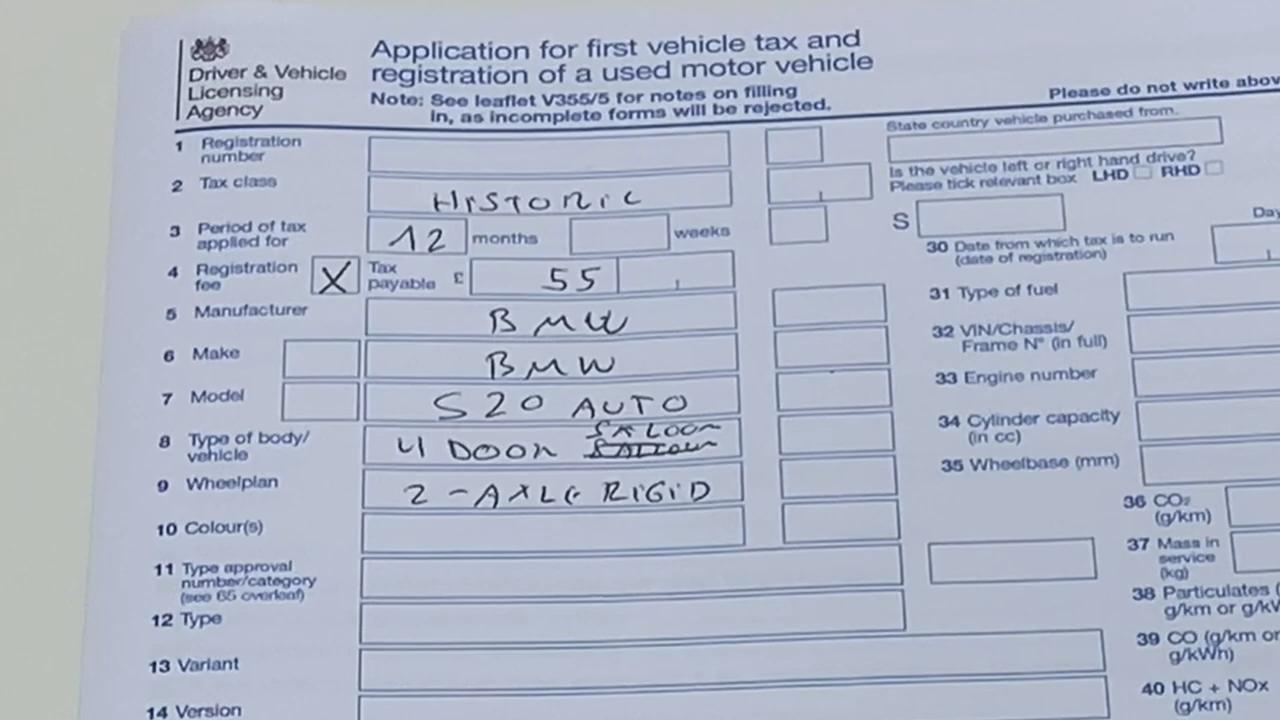 Driver & Vehicle
Licensing
Agency
Application for first vehicle tax and
registration of a used motor vehicle
Note: See leaflet V355/5 for notes on filling
in, as incomplete forms will be rejected.
Please do not write abov
1 Registration
number
2 Tax class
HiSTORiC
3 Period of tax
applied for
12 months
weeks
4 Registration
fee
X
Tax
payable £
55
5 Manufacturer
BMW
6 Make
BMW
7 Model
520 AUTO
8 Type of body/
vehicle
4 DOOR SALOON
9 Wheelplan
2-AXLE RiGiD
10 Colour(s)
11 Type approval
number/category
(see 65 overleaf)
12 Type
13 Variant
14 Version
State country vehicle purchased from.
Is the vehicle left or right hand drive?
Please tick relevant box LHD RHD
S
Day
30 Date from which tax is to run
(date of registration)
31 Type of fuel
32 VIN/Chassis/
Frame N° (in full)
33 Engine number
34 Cylinder capacity
(in cc)
35 Wheelbase (mm)
36 CO₂
(g/km)
37 Mass in
service
(kg)
38 Particulates (
g/km or g/kW
39 CO (g/km or
g/kWh)
40 HC + NOx
(g/km)